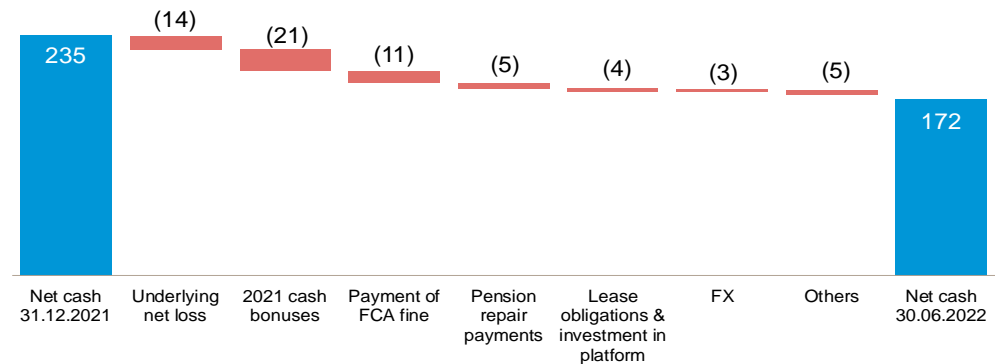 (14)
(21)
(11)
(5)
(4)
(3)
(5)
235
172
Net cash
31.12.2021
Underlying
net loss
2021 cash
bonuses
Payment of
FCA fine
Pension
repair
payments
Lease
obligations &
investment in
platform
FX
Others
Net cash
30.06.2022